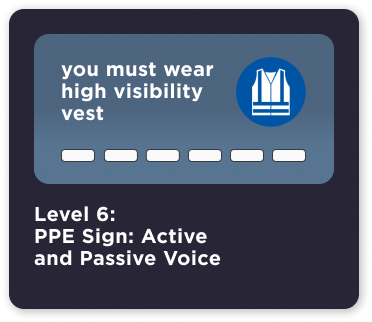 you must wear
high visibility
vest
Level 6:
PPE Sign: Active
and Passive Voice